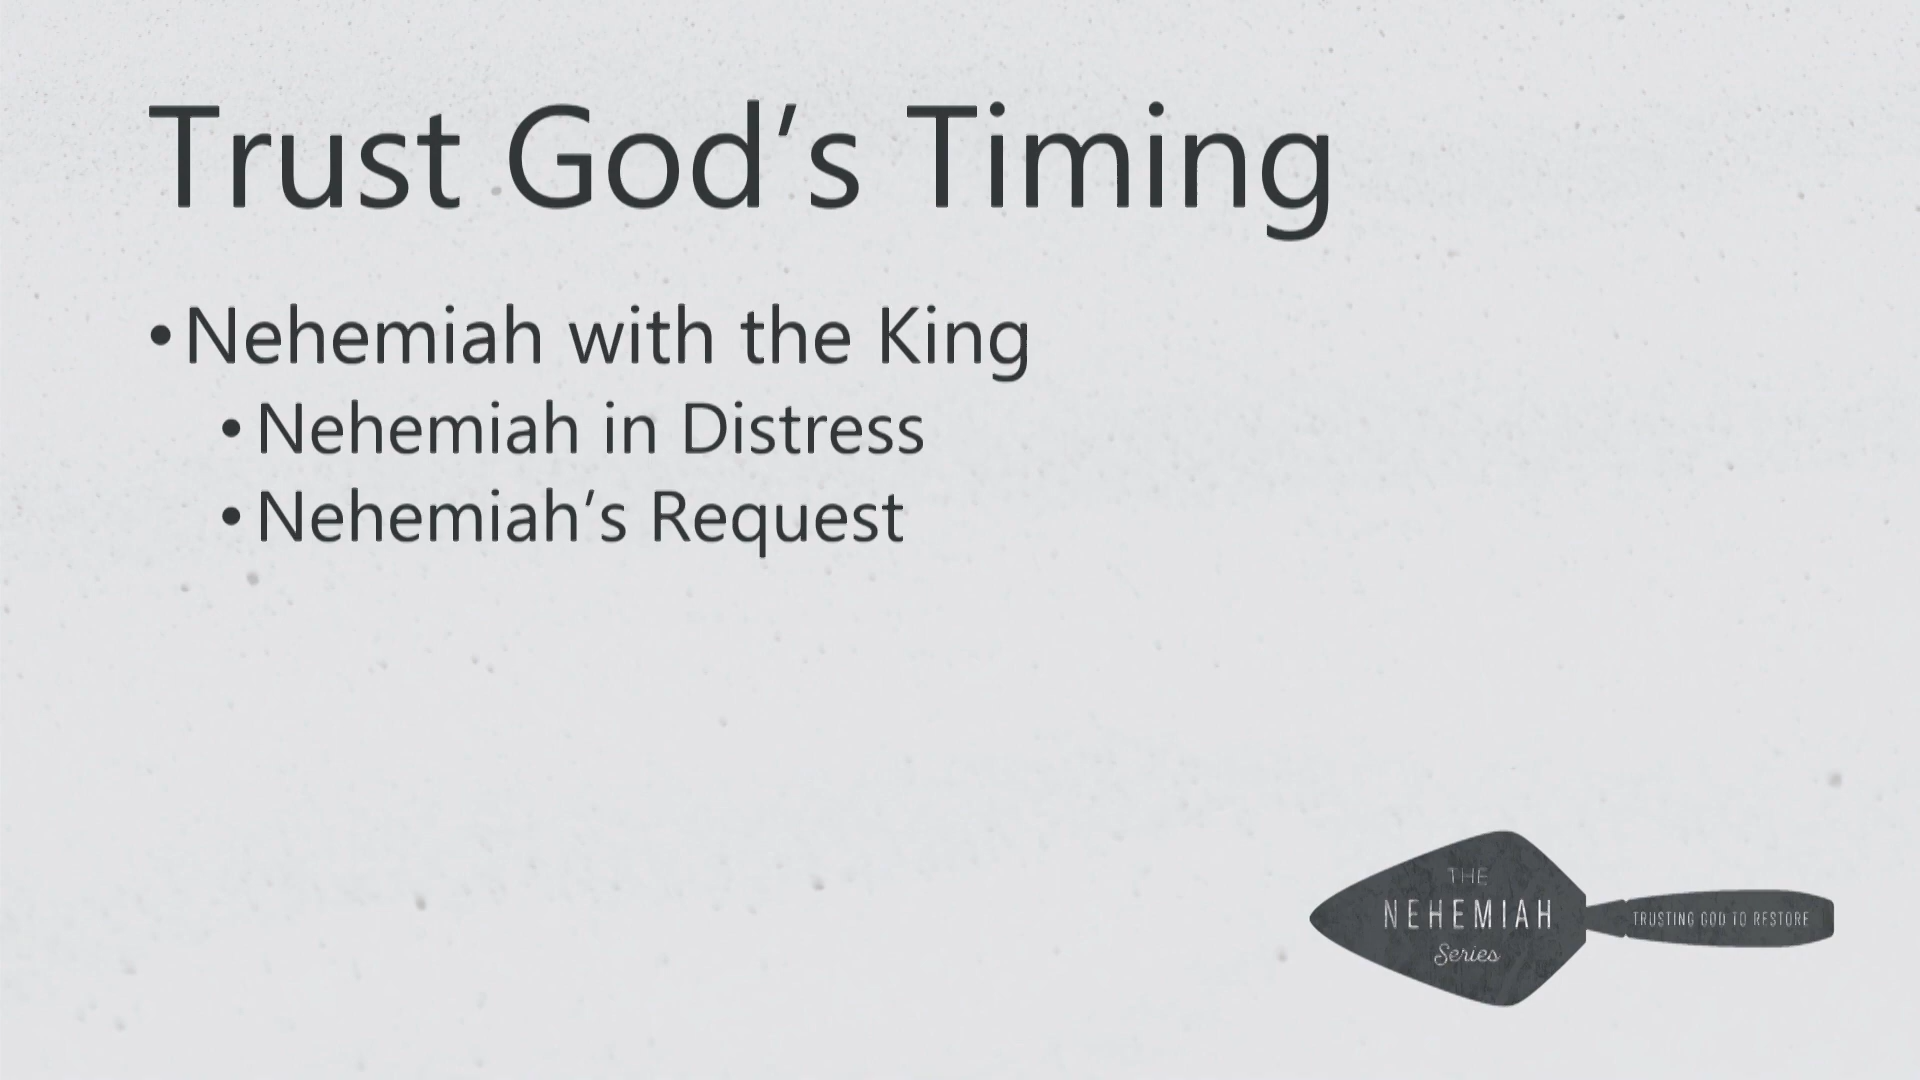 Trust God’s Timing
• Nehemiah with the King
• Nehemiah in Distress
• Nehemiah’s Request
THE
NEHEMIAH
Series
TRUSTING GOD TO RESTORE